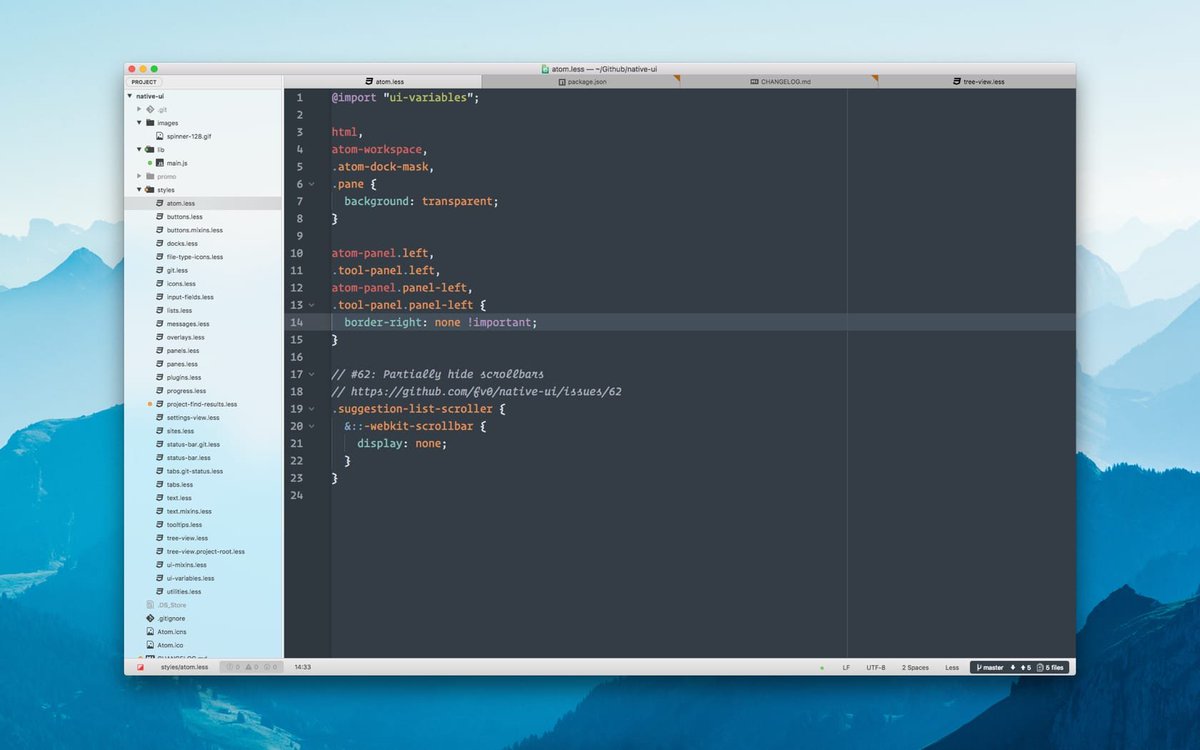 atom.less — ~/Github/native-ui
PROJECT
atom.less
package.json
CHANGELOG.md
tree-view.less
native-ui
.git
images
spinner-128.gif
lib
main.js
promo
styles
atom.less
buttons.less
buttons.mixins.less
docks.less
file-type-icons.less
git.less
icons.less
input-fields.less
lists.less
messages.less
overlays.less
panels.less
panes.less
plugins.less
progress.less
project-find-results.less
settings-view.less
sites.less
status-bar.git.less
status-bar.less
tabs.git-status.less
tabs.less
text.less
text.mixins.less
tooltips.less
tree-view.less
tree-view.project-root.less
ui-mixins.less
ui-variables.less
utilities.less
.DS_Store
.gitignore
Atom.icns
Atom.ico
CHANGELOG.md
1 @import "ui-variables";
2
3 html,
4 atom-workspace,
5 .atom-dock-mask,
6 .pane {
7 background: transparent;
8 }
9
10 atom-panel.left,
11 .tool-panel.left,
12 atom-panel.panel-left,
13 .tool-panel.panel-left {
14 border-right: none !important;
15 }
16
17 // #62: Partially hide scrollbars
18 // https://github.com/fv0/native-ui/issues/62
19 .suggestion-list-scroller {
20 &::-webkit-scrollbar {
21 display: none;
22 }
23 }
24
styles/atom.less 0 0 0 14:33 LF UTF-8 2 Spaces Less master 5 5 files